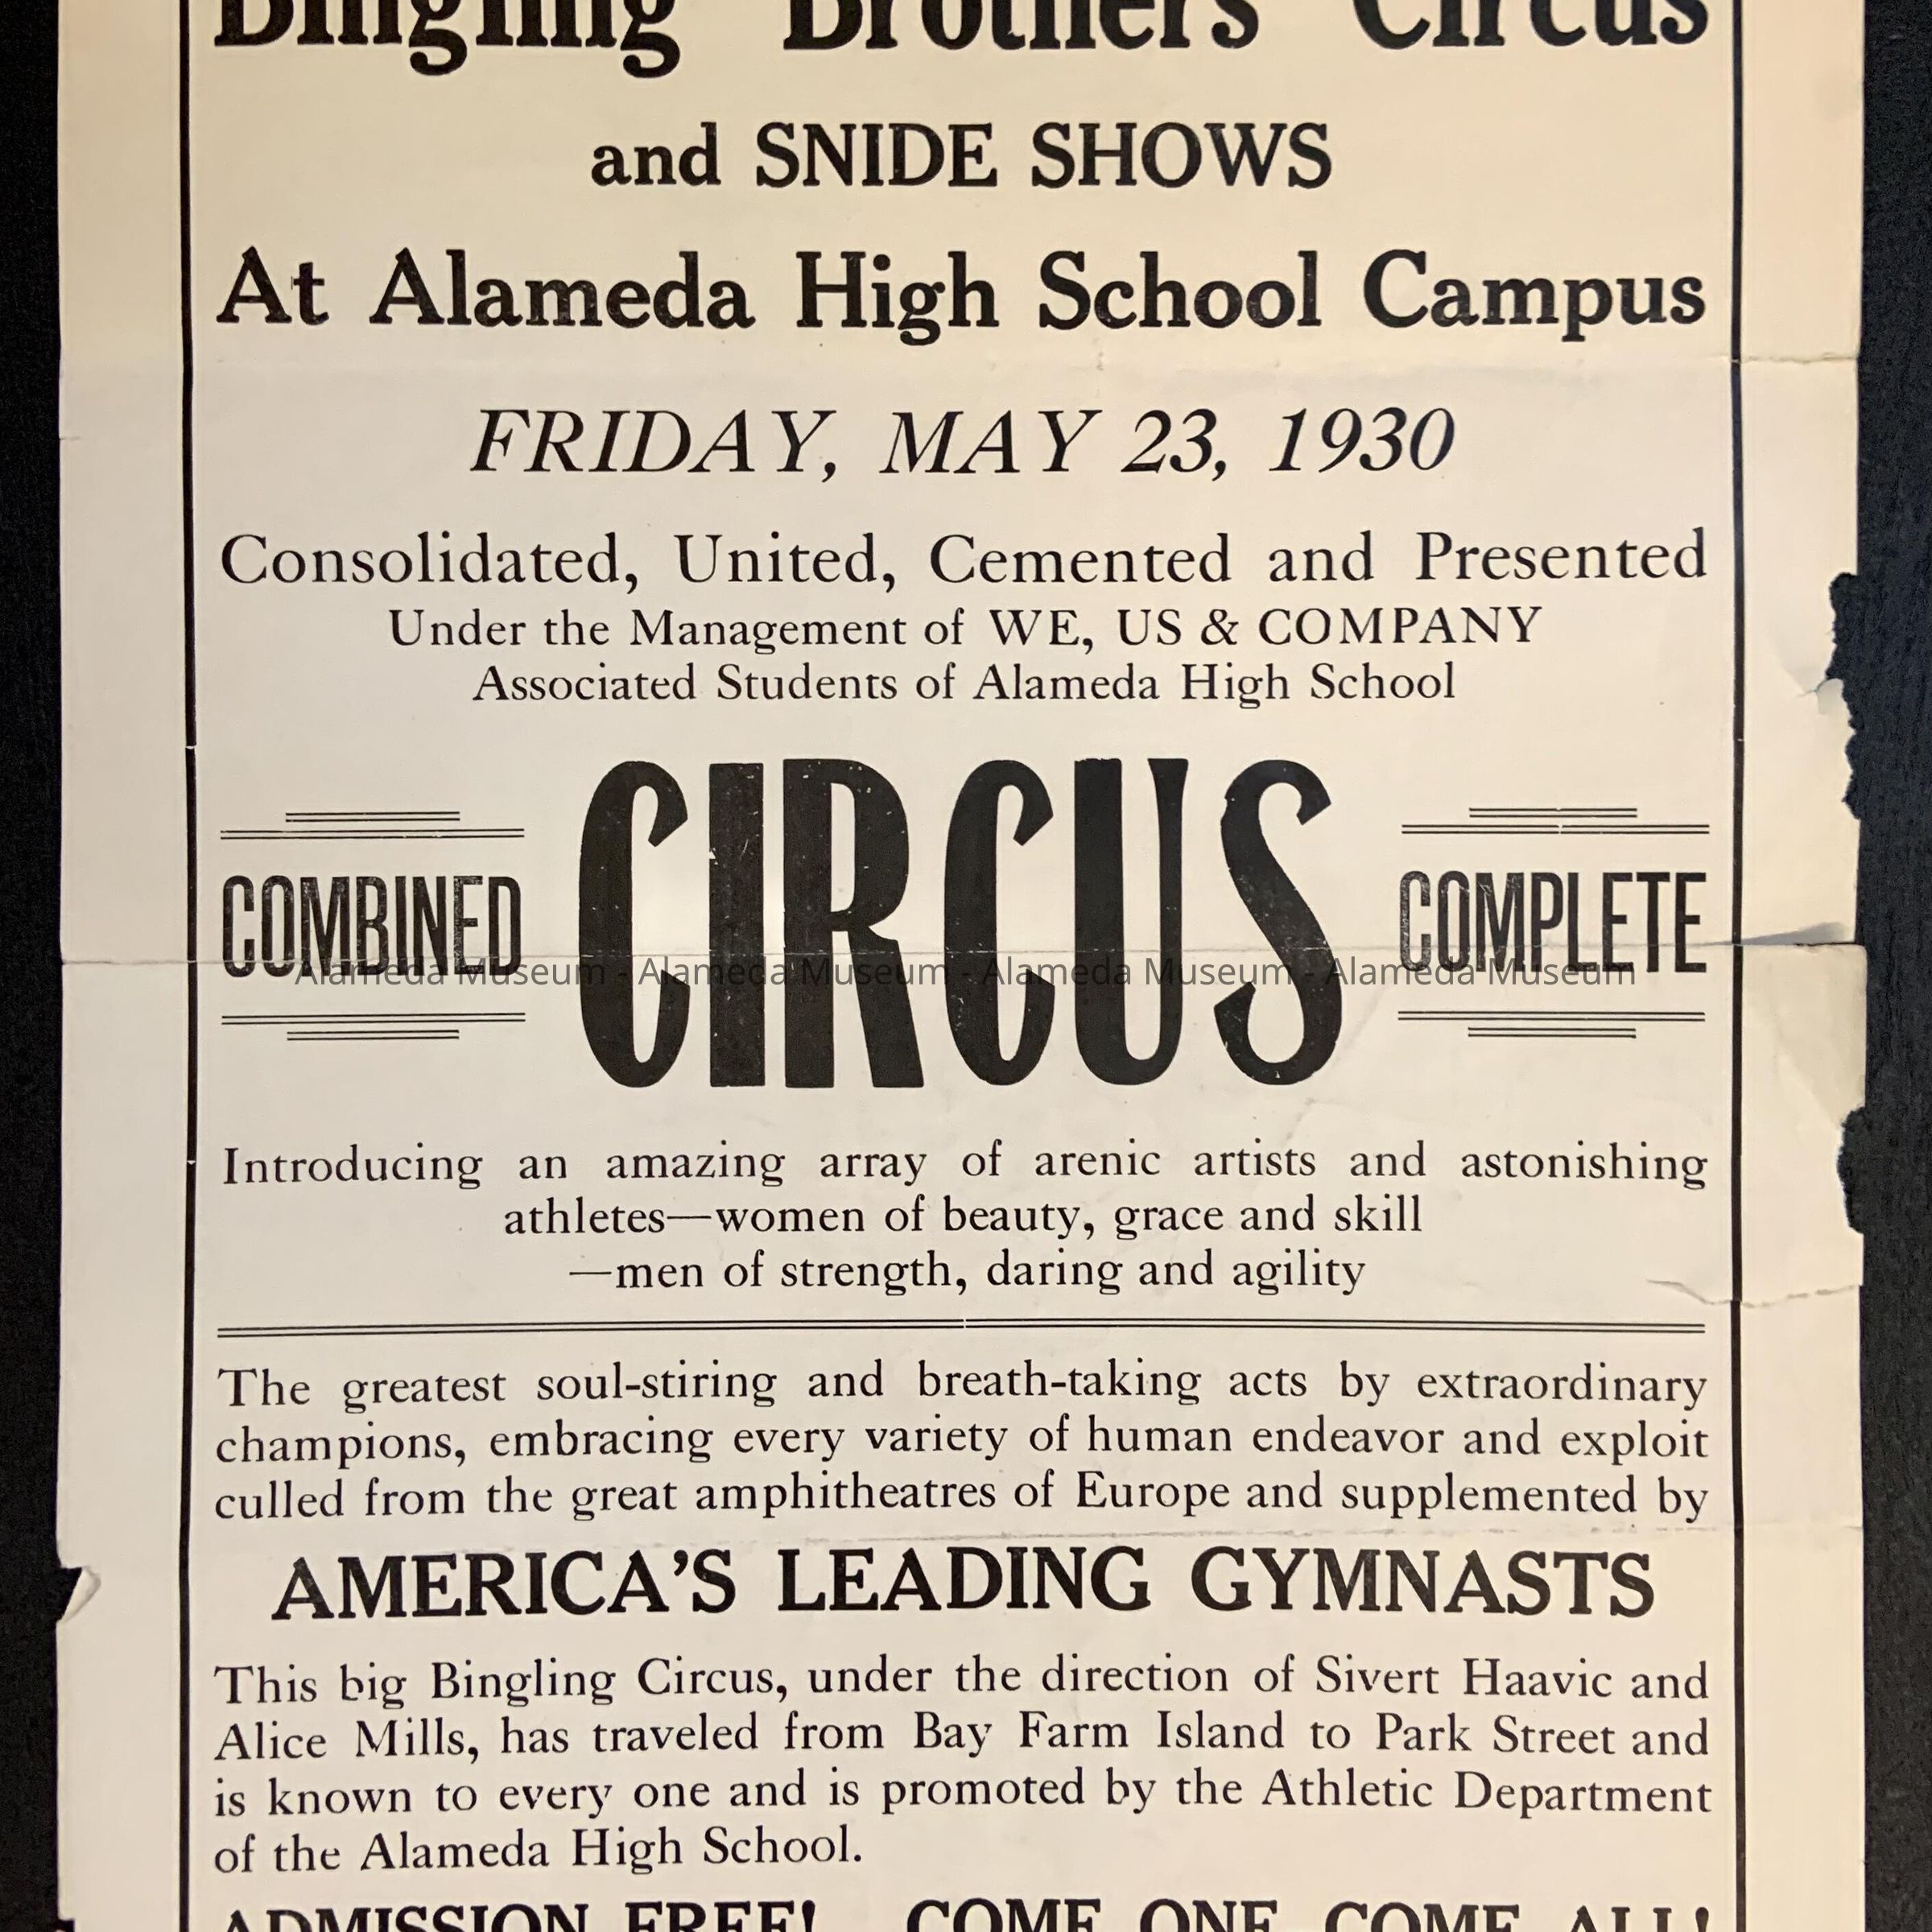 Bingling Brothers Circus
and SNIDE SHOWS
At Alameda High School Campus
FRIDAY, MAY 23, 1930
Consolidated, United, Cemented and Presented
Under the Management of WE, US & COMPANY
Associated Students of Alameda High School
COMBINED CIRCUS COMPLETE
Alameda Museum - Alameda Museum - Alameda Museum - Alameda Museum
Introducing an amazing array of arenic artists and astonishing
athletes—women of beauty, grace and skill
—men of strength, daring and agility
The greatest soul-stiring and breath-taking acts by extraordinary
champions, embracing every variety of human endeavor and exploit
culled from the great amphitheatres of Europe and supplemented by
AMERICA'S LEADING GYMNASTS
This big Bingling Circus, under the direction of Sivert Haavic and
Alice Mills, has traveled from Bay Farm Island to Park Street and
is known to every one and is promoted by the Athletic Department
of the Alameda High School.
ADMISSION FREE! COME ONE COME ALL!